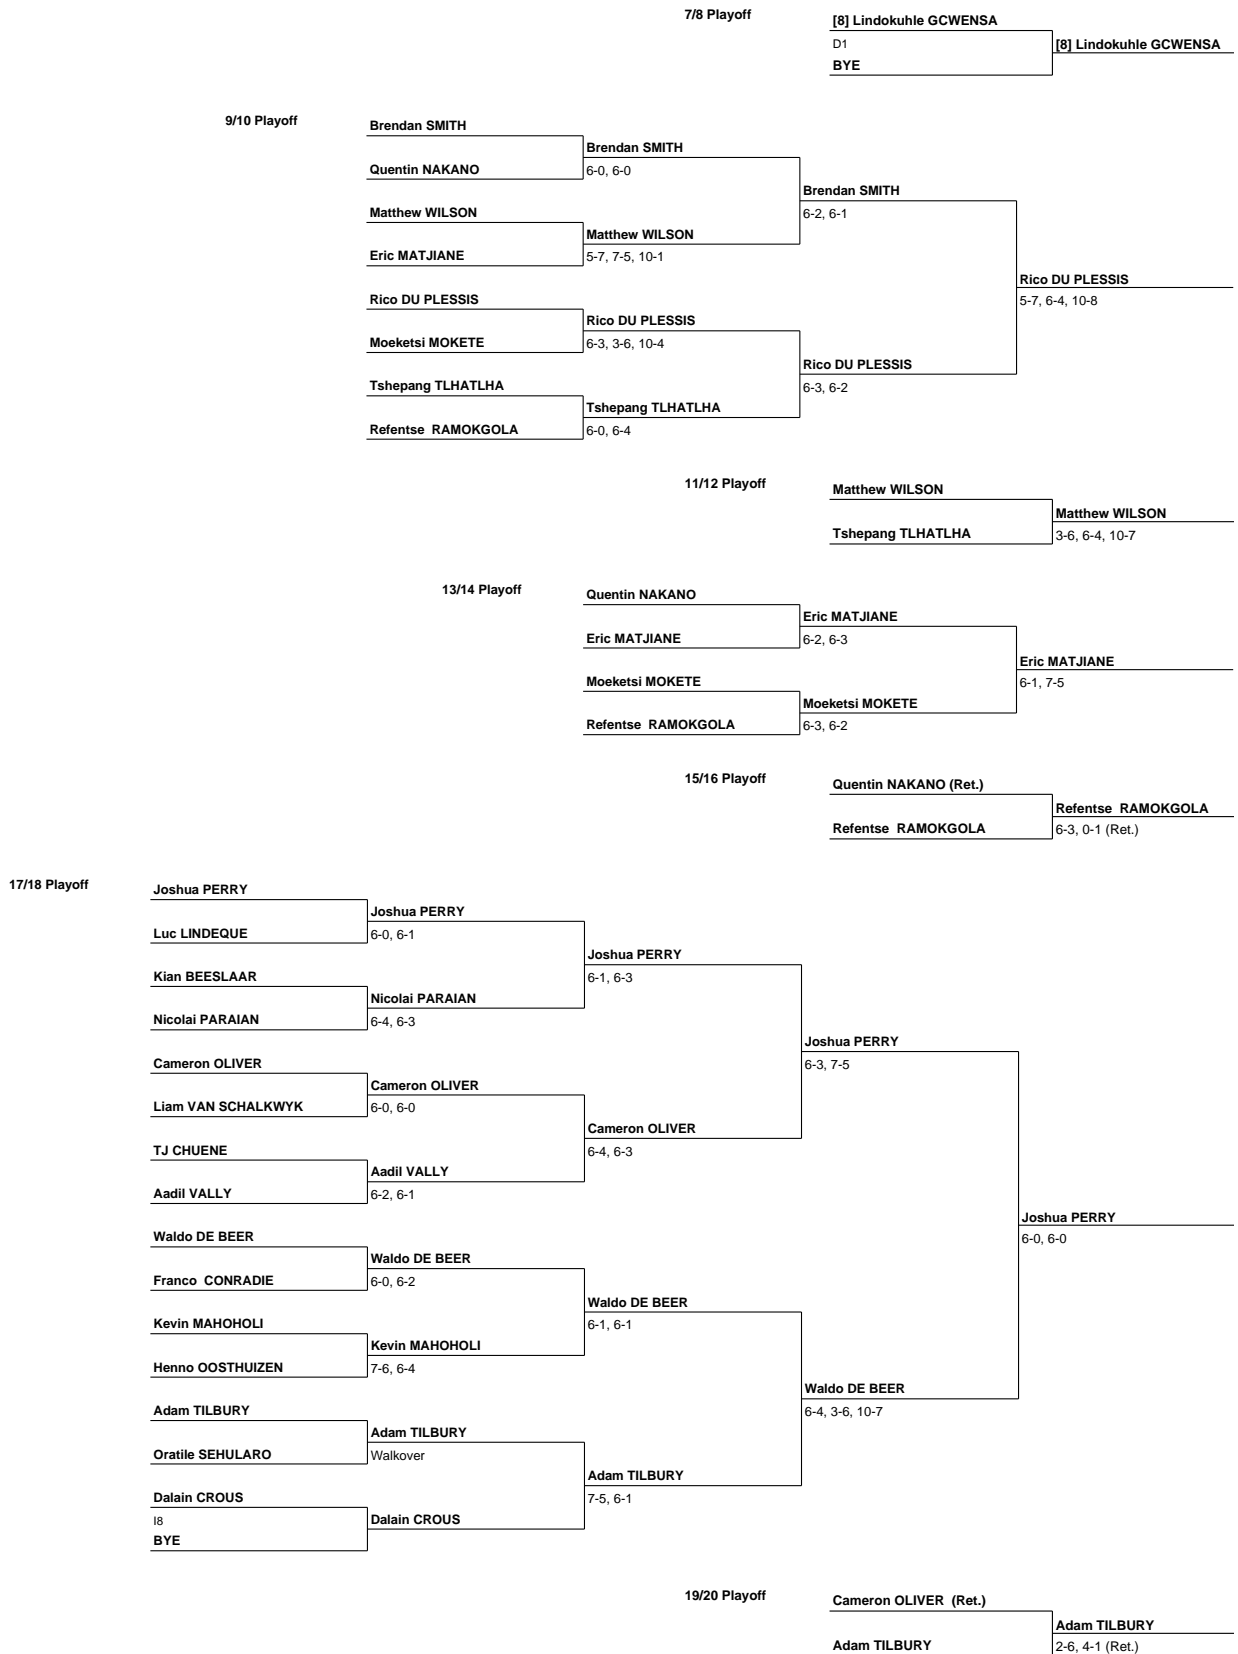 7/8 Playoff
[8] Lindokuhle GCWENSA
D1
[8] Lindokuhle GCWENSA
BYE
9/10 Playoff
Brendan SMITH
Brendan SMITH
Quentin NAKANO
6-0, 6-0
Brendan SMITH
6-2, 6-1
Matthew WILSON
Matthew WILSON
Eric MATJIANE
5-7, 7-5, 10-1
Rico DU PLESSIS
5-7, 6-4, 10-8
Rico DU PLESSIS
Rico DU PLESSIS
Moeketsi MOKETE
6-3, 3-6, 10-4
Rico DU PLESSIS
6-3, 6-2
Tshepang TLHATLHA
Tshepang TLHATLHA
Refentse RAMOKGOLA
6-0, 6-4
11/12 Playoff
Matthew WILSON
Matthew WILSON
Tshepang TLHATLHA
3-6, 6-4, 10-7
13/14 Playoff
Quentin NAKANO
Eric MATJIANE
Eric MATJIANE
6-2, 6-3
Eric MATJIANE
6-1, 7-5
Moeketsi MOKETE
Moeketsi MOKETE
Refentse RAMOKGOLA
6-3, 6-2
15/16 Playoff
Quentin NAKANO (Ret.)
Refentse RAMOKGOLA
Refentse RAMOKGOLA
6-3, 0-1 (Ret.)
17/18 Playoff
Joshua PERRY
Joshua PERRY
Luc LINDEQUE
6-0, 6-1
Joshua PERRY
6-1, 6-3
Kian BEESLAAR
Nicolai PARAIAN
Nicolai PARAIAN
6-4, 6-3
Joshua PERRY
6-3, 7-5
Cameron OLIVER
Cameron OLIVER
Liam VAN SCHALKWYK
6-0, 6-0
Cameron OLIVER
6-4, 6-3
TJ CHUENE
Aadil VALLY
Aadil VALLY
6-2, 6-1
Joshua PERRY
6-0, 6-0
Waldo DE BEER
Waldo DE BEER
Franco CONRADIE
6-0, 6-2
Waldo DE BEER
6-1, 6-1
Kevin MAHOHOLI
Kevin MAHOHOLI
Henno OOSTHUIZEN
7-6, 6-4
Waldo DE BEER
6-4, 3-6, 10-7
Adam TILBURY
Adam TILBURY
Oratile SEHULARO
Walkover
Adam TILBURY
7-5, 6-1
Dalain CROUS
I8
Dalain CROUS
BYE
19/20 Playoff
Cameron OLIVER (Ret.)
Adam TILBURY
Adam TILBURY
2-6, 4-1 (Ret.)